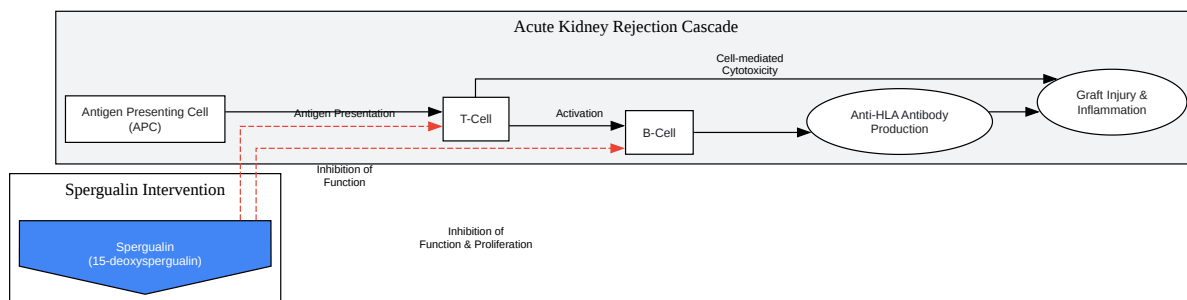 Acute Kidney Rejection Cascade
Cell-mediated
Cytotoxicity
Antigen Presenting Cell
(APC)
Antigen Presentation
T-Cell
Activation
B-Cell
Anti-HLA Antibody
Production
Graft Injury &
Inflammation
Inhibition of
Function
Spergualin Intervention
Spergualin
(15-deoxyspergualin)
Inhibition of
Function & Proliferation